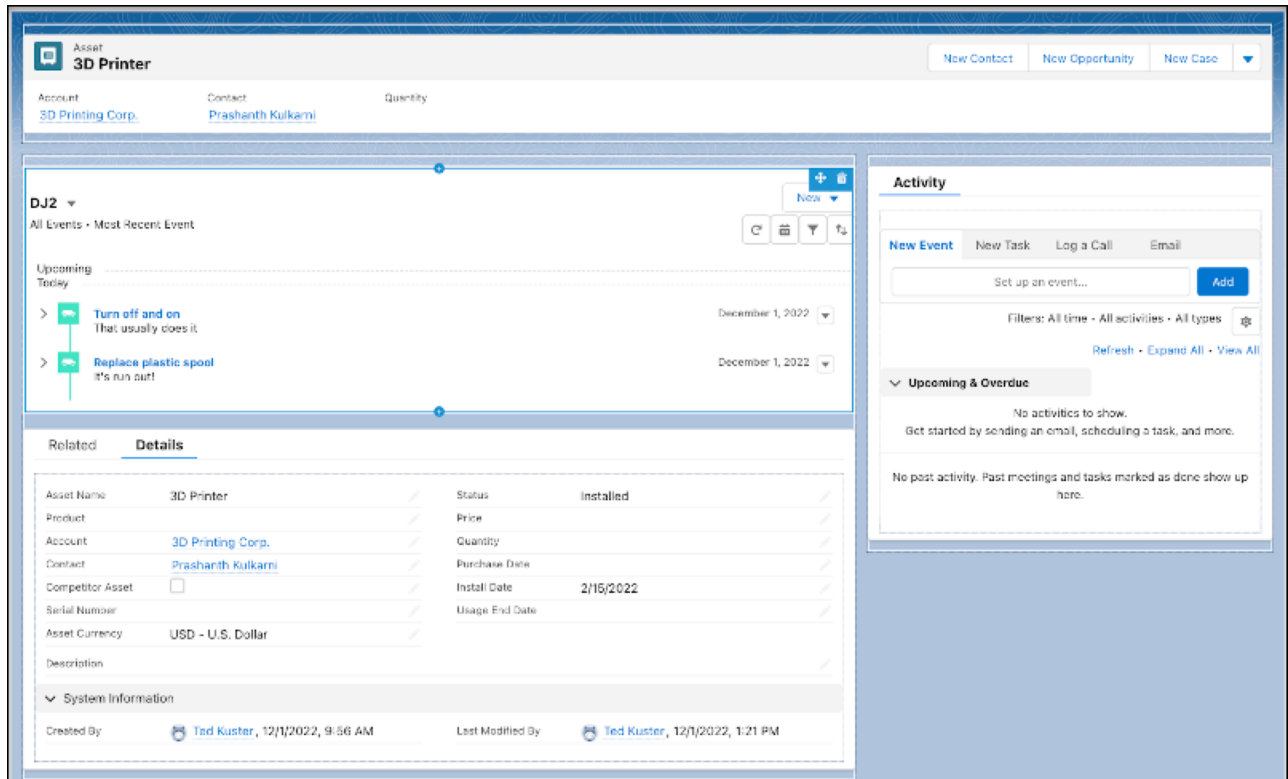 Asset
3D Printer
New Contact New Opportunity New Case
Account Contact Quantity
3D Printing Corp. Prashanth Kulkarni
DJ2
New
All Events • Most Recent Event
Upcoming
Today
Turn off and on December 1, 2022
That usually does it
Replace plastic spool December 1, 2022
It's run out!
Related Details
Asset Name 3D Printer Status Installed
Product Price
Account 3D Printing Corp. Quantity
Contact Prashanth Kulkarni Purchase Date
Competitor Asset Install Date 2/15/2022
Serial Number Usage End Date
Asset Currency USD - U.S. Dollar
Description
System Information
Created By Ted Kuster, 12/1/2022, 9:56 AM Last Modified By Ted Kuster, 12/1/2022, 1:21 PM
Activity
New Event New Task Log a Call Email
Set up an event... Add
Filters: All time • All activities • All types
Refresh • Expand All • View All
Upcoming & Overdue
No activities to show.
Get started by sending an email, scheduling a task, and more.
No past activity. Past meetings and tasks marked as done show up
here.